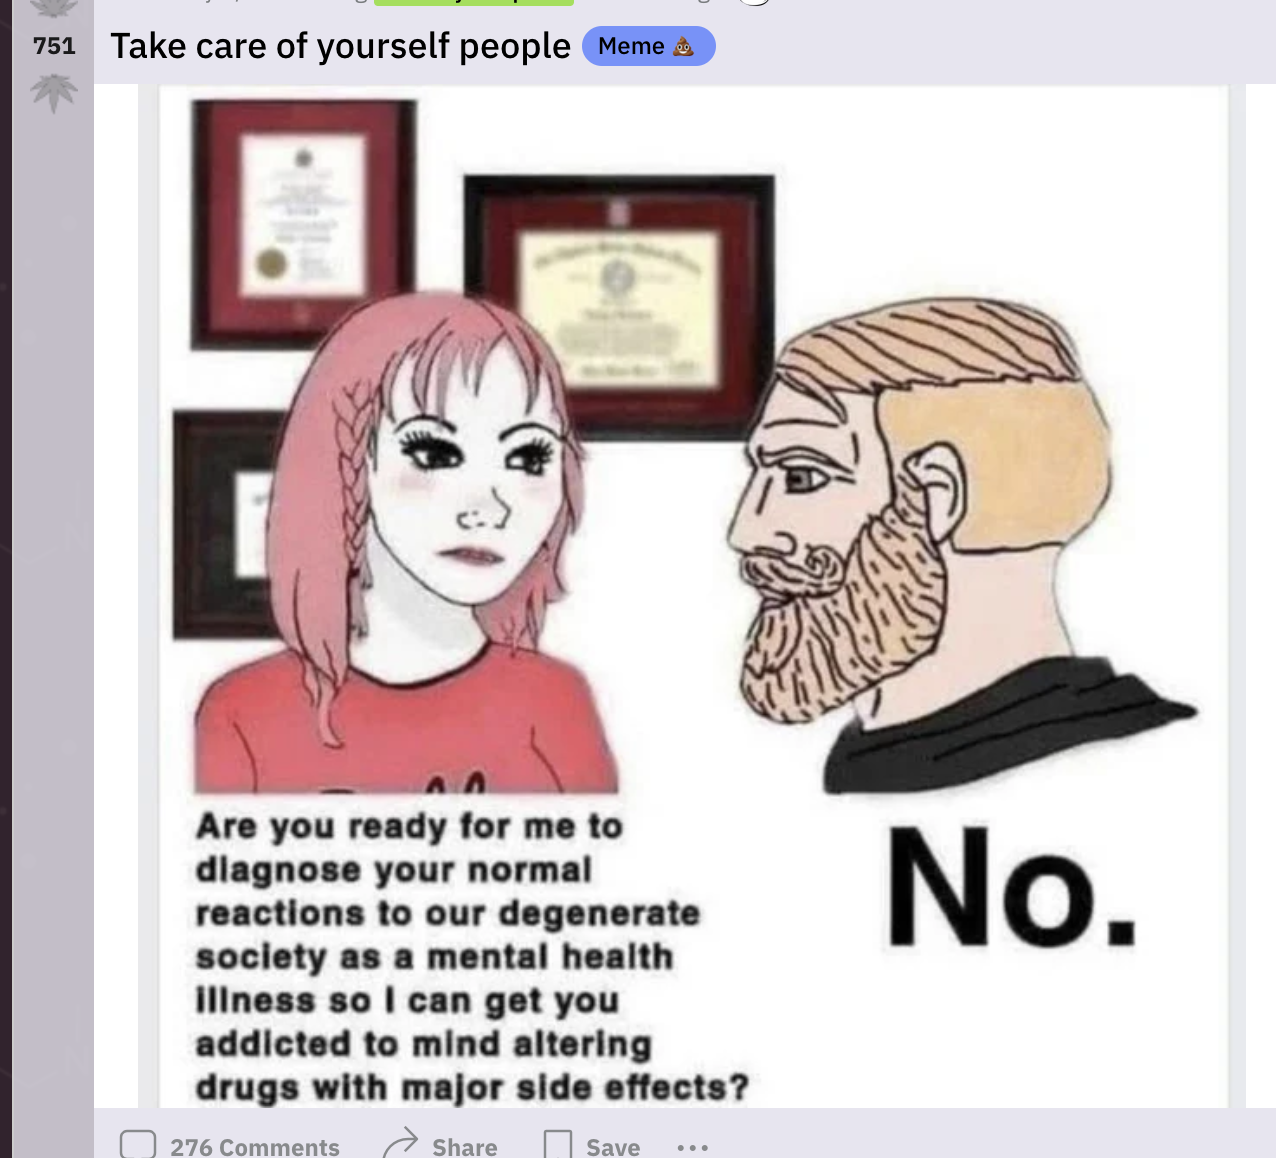 751
Take care of yourself people Meme 💩
Are you ready for me to
diagnose your normal
reactions to our degenerate
society as a mental health
illness so I can get you
addicted to mind altering
drugs with major side effects?
No.
276 Comments Share Save ...